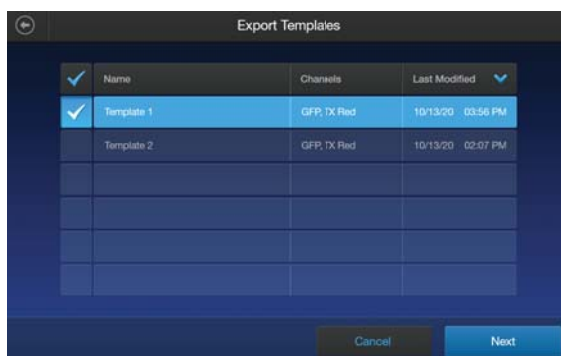 Export Templates
Name Channels Last Modified
Template 1 GFP, TX Red 10/13/20 03:56 PM
Template 2 GFP, TX Red 10/13/20 02:07 PM
Cancel Next